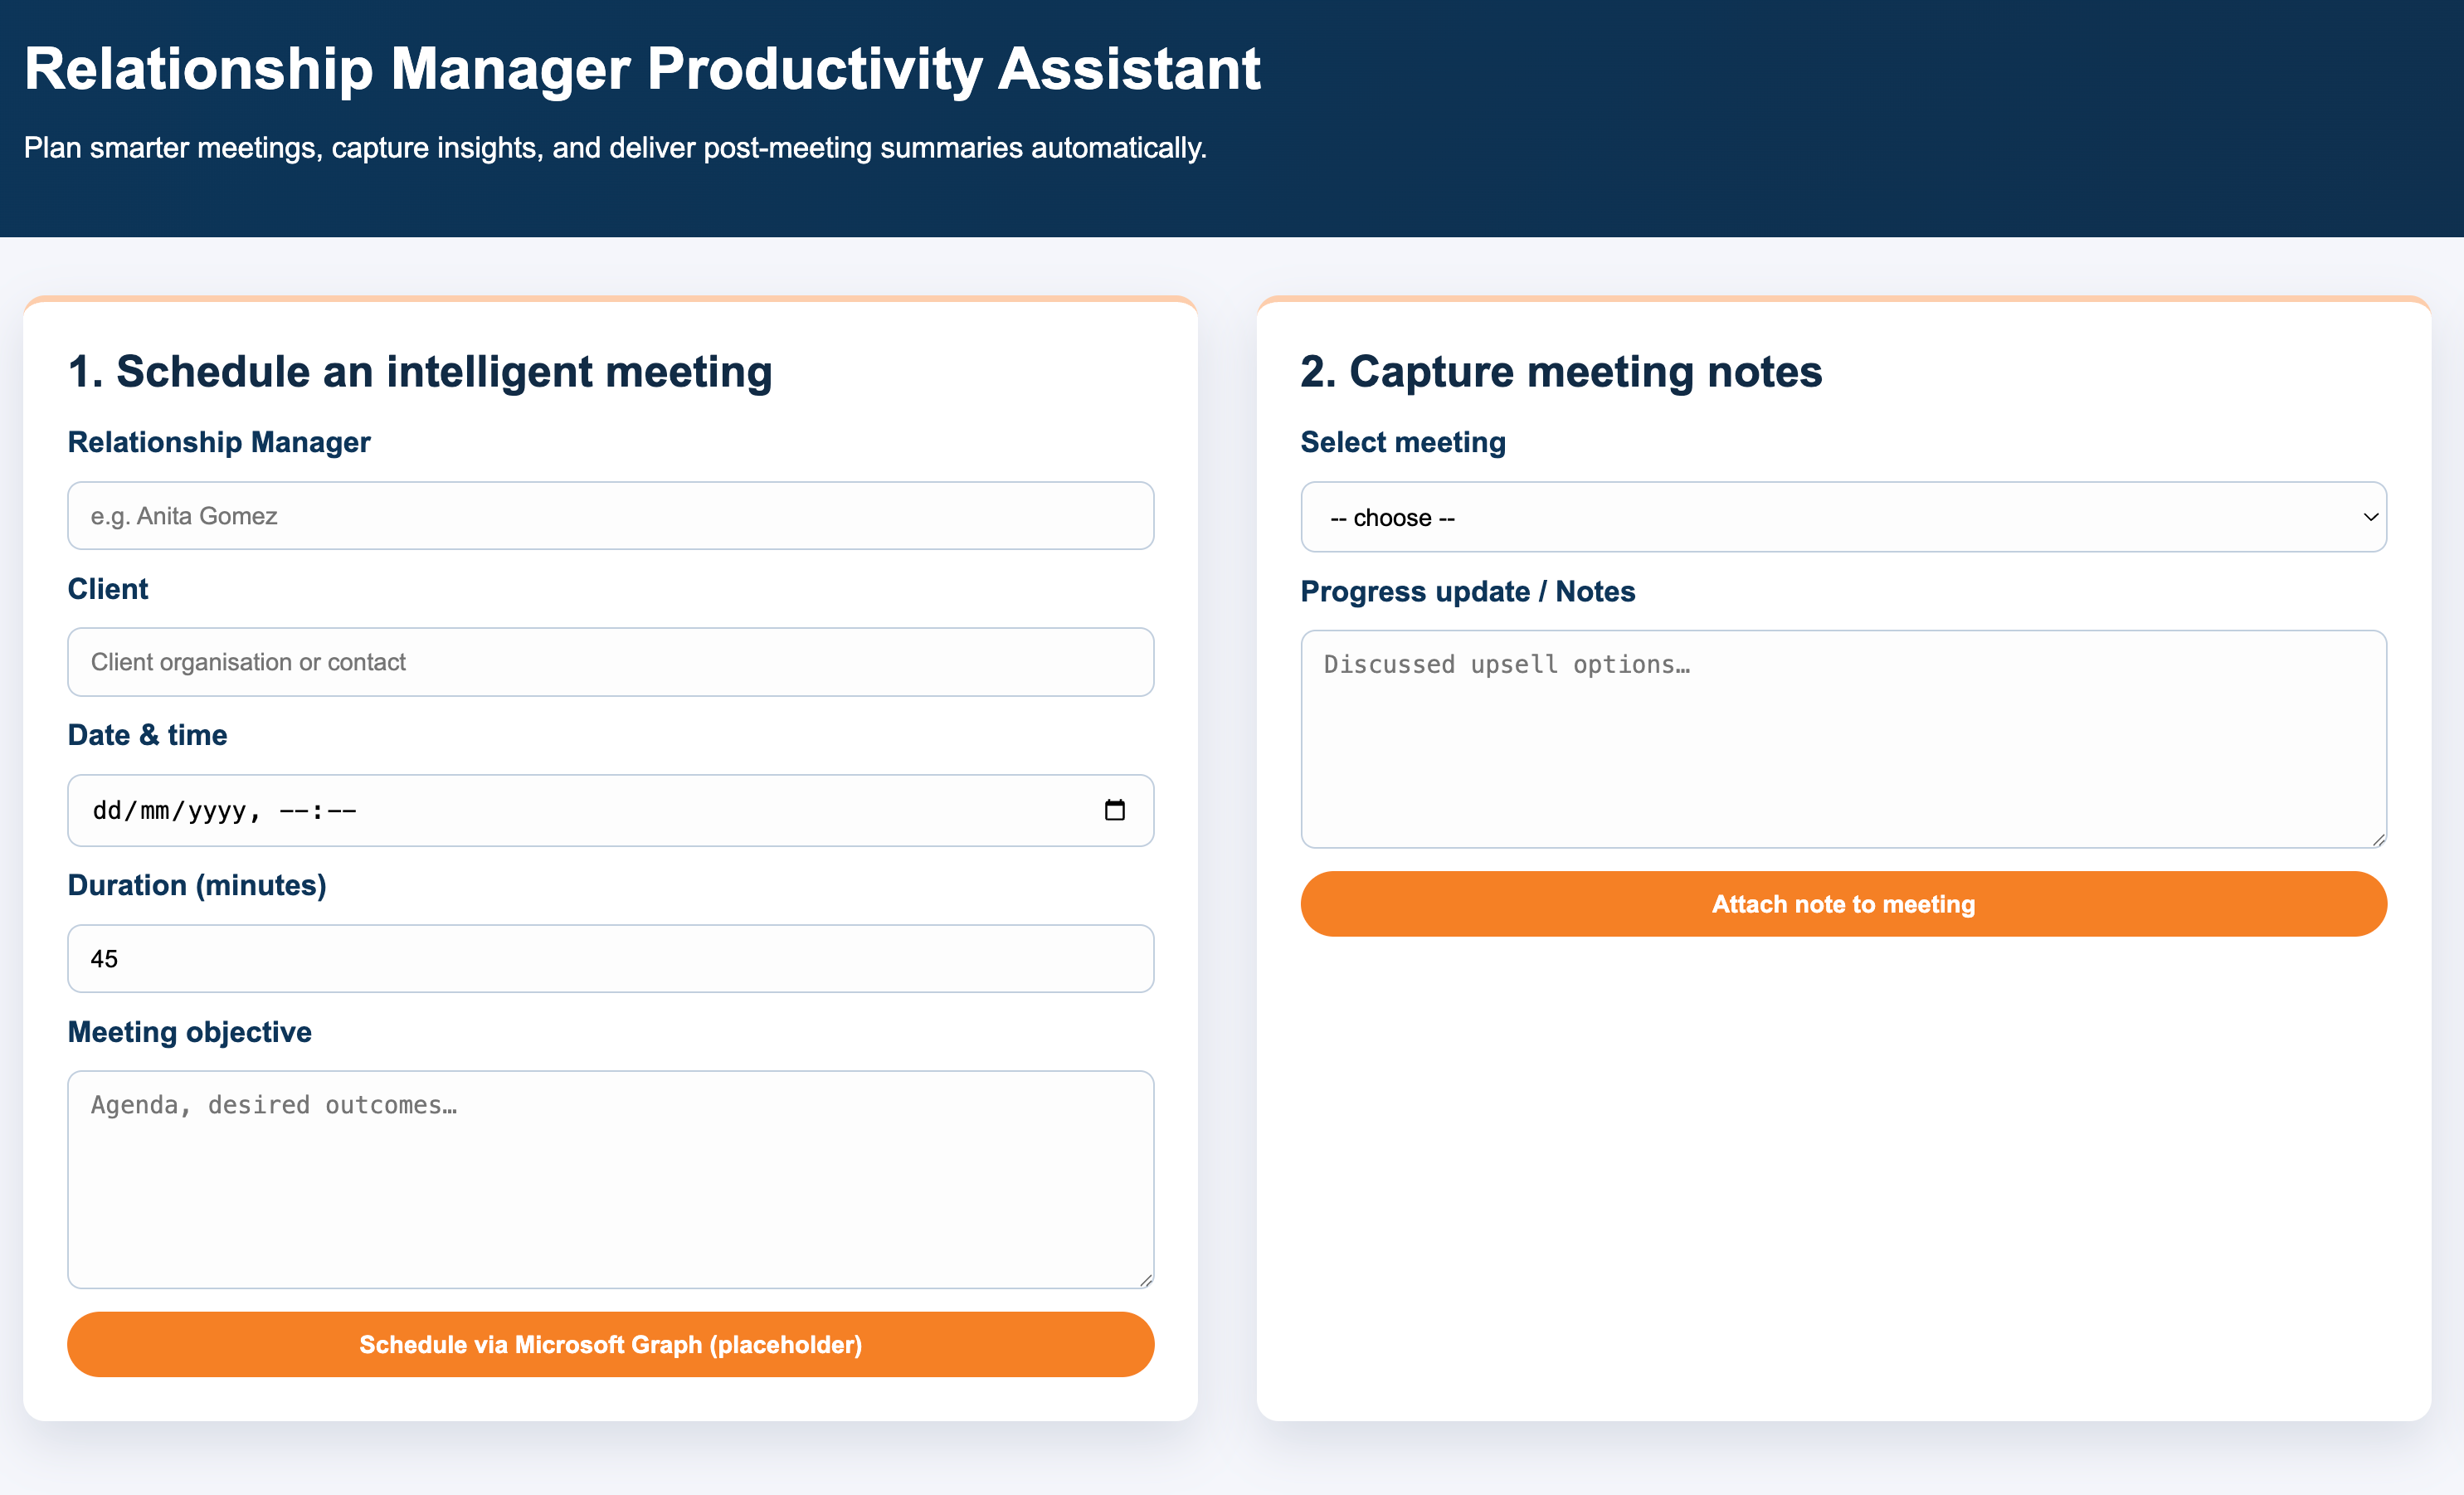 Relationship Manager Productivity Assistant
Plan smarter meetings, capture insights, and deliver post-meeting summaries automatically.
1. Schedule an intelligent meeting
Relationship Manager
e.g. Anita Gomez
Client
Client organisation or contact
Date & time
dd/mm/yyyy, --:--
Duration (minutes)
45
Meeting objective
Agenda, desired outcomes…
Schedule via Microsoft Graph (placeholder)
2. Capture meeting notes
Select meeting
-- choose --
Progress update / Notes
Discussed upsell options…
Attach note to meeting